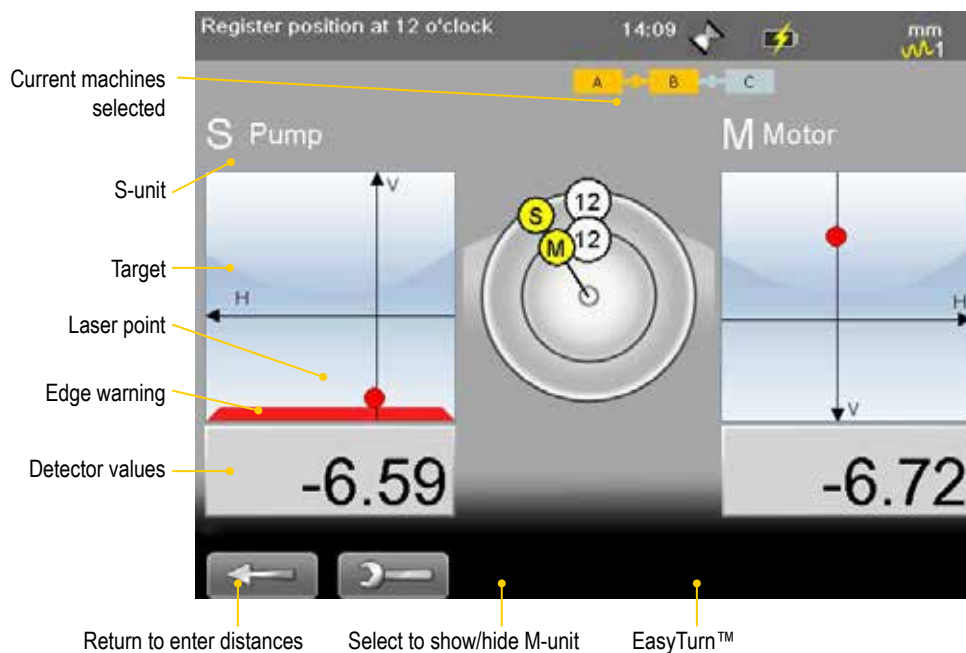 Register position at 12 o'clock
14:09
mm
1
Current machines
selected
A
B
C
S Pump
M Motor
S-unit
V
12
S
12
M
Target
H
H
Laser point
Edge warning
V
Detector values
-6.59
-6.72
Return to enter distances
Select to show/hide M-unit
EasyTurn™